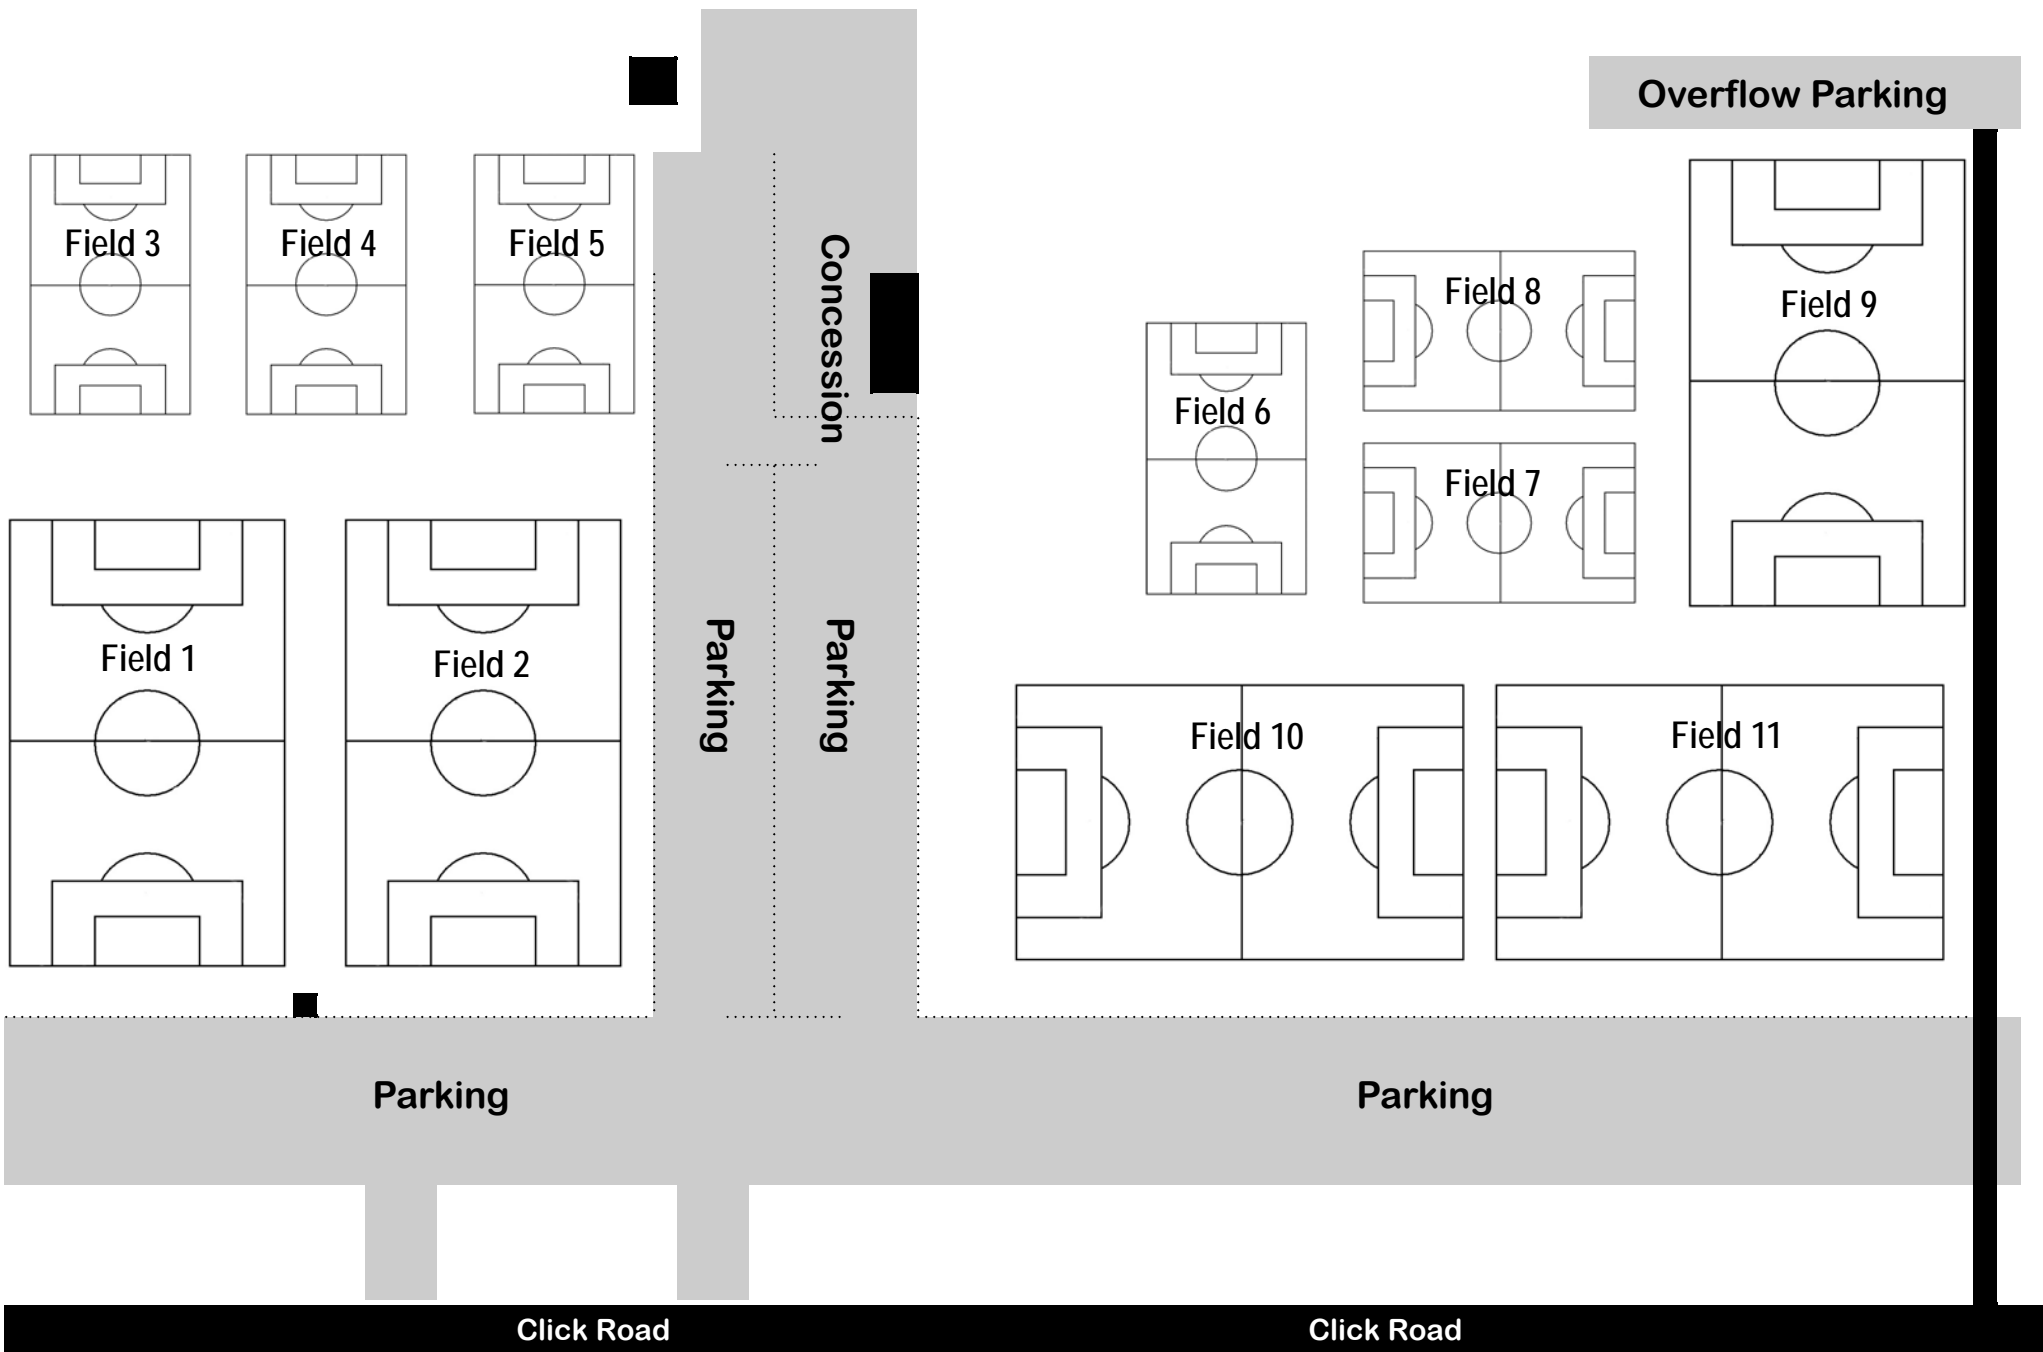 Overflow Parking
Field 3
Field 4
Field 5
Concession
Field 8
Field 9
Field 6
Field 7
Field 1
Field 2
Parking
Parking
Field 10
Field 11
Parking
Parking
Click Road
Click Road